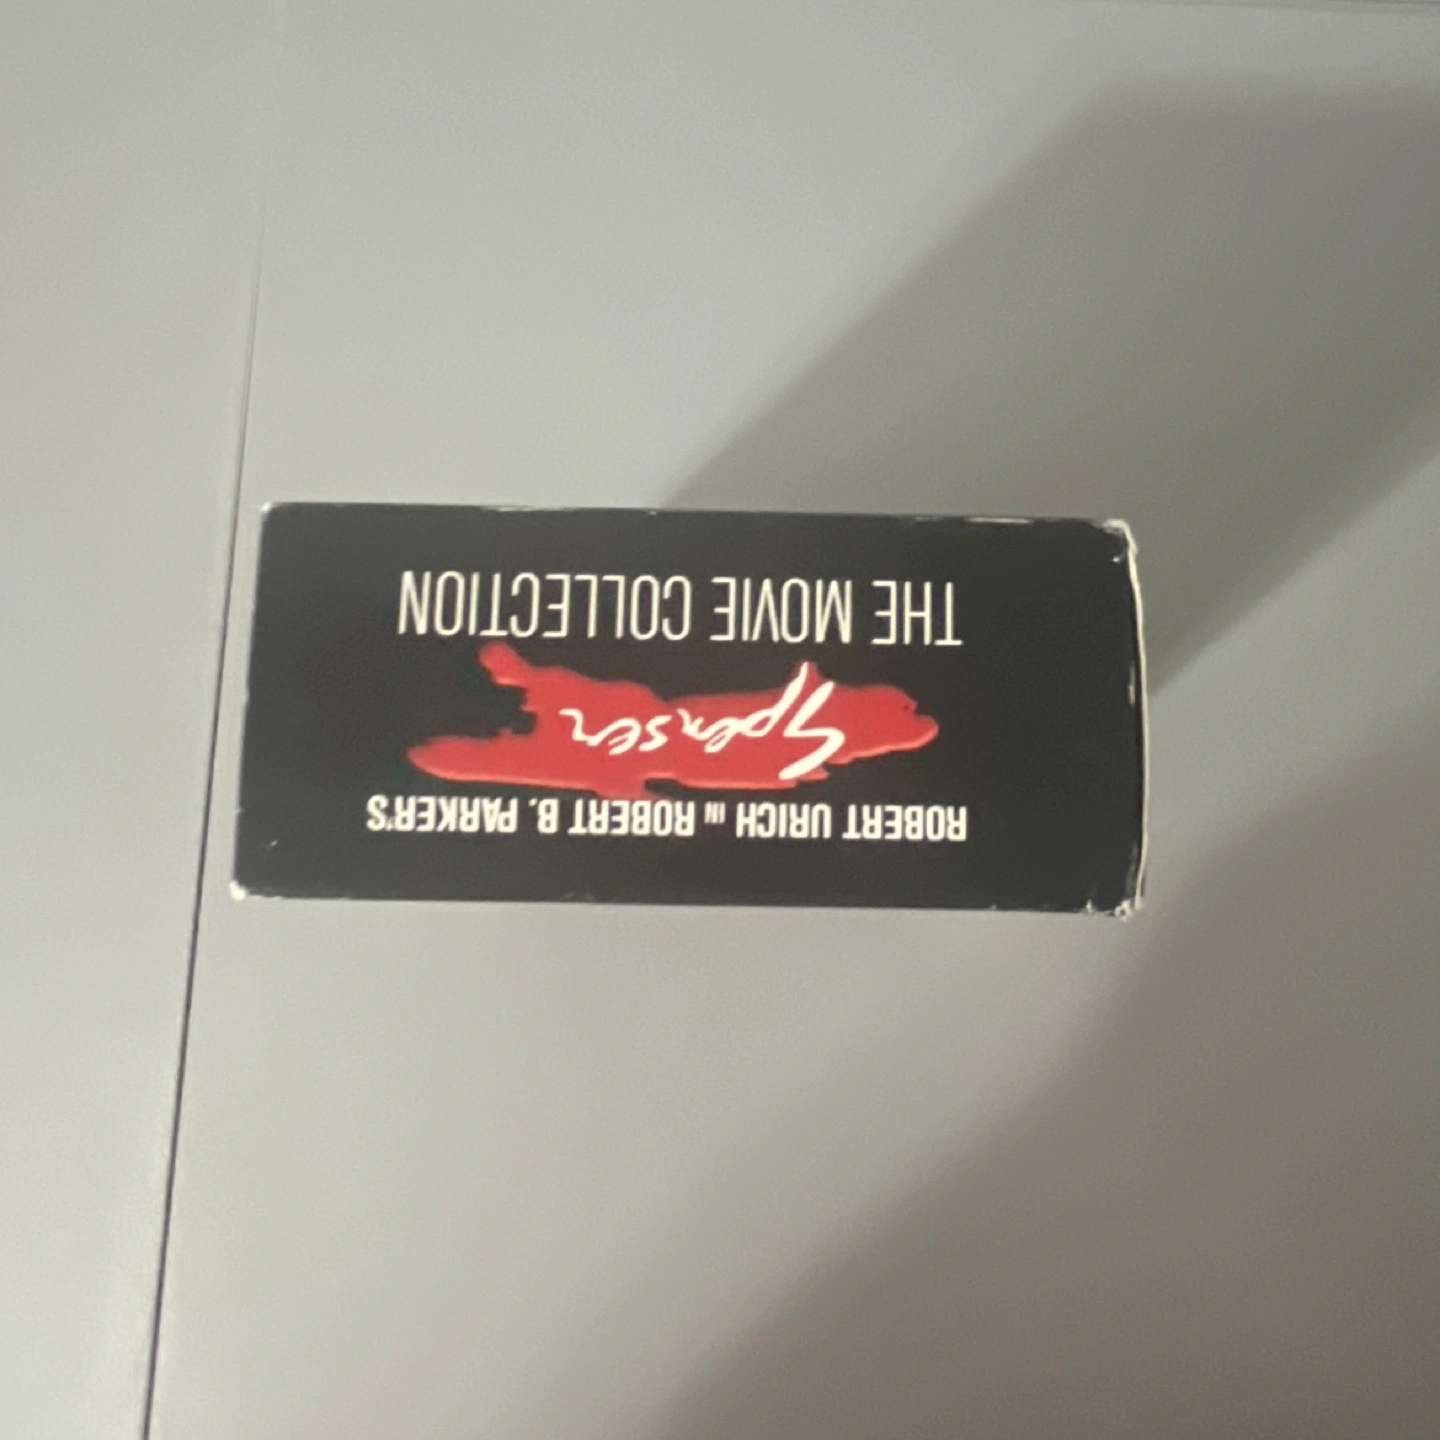 ROBERT URICH IN ROBERT B. PARKER'S
Spenser
THE MOVIE COLLECTION